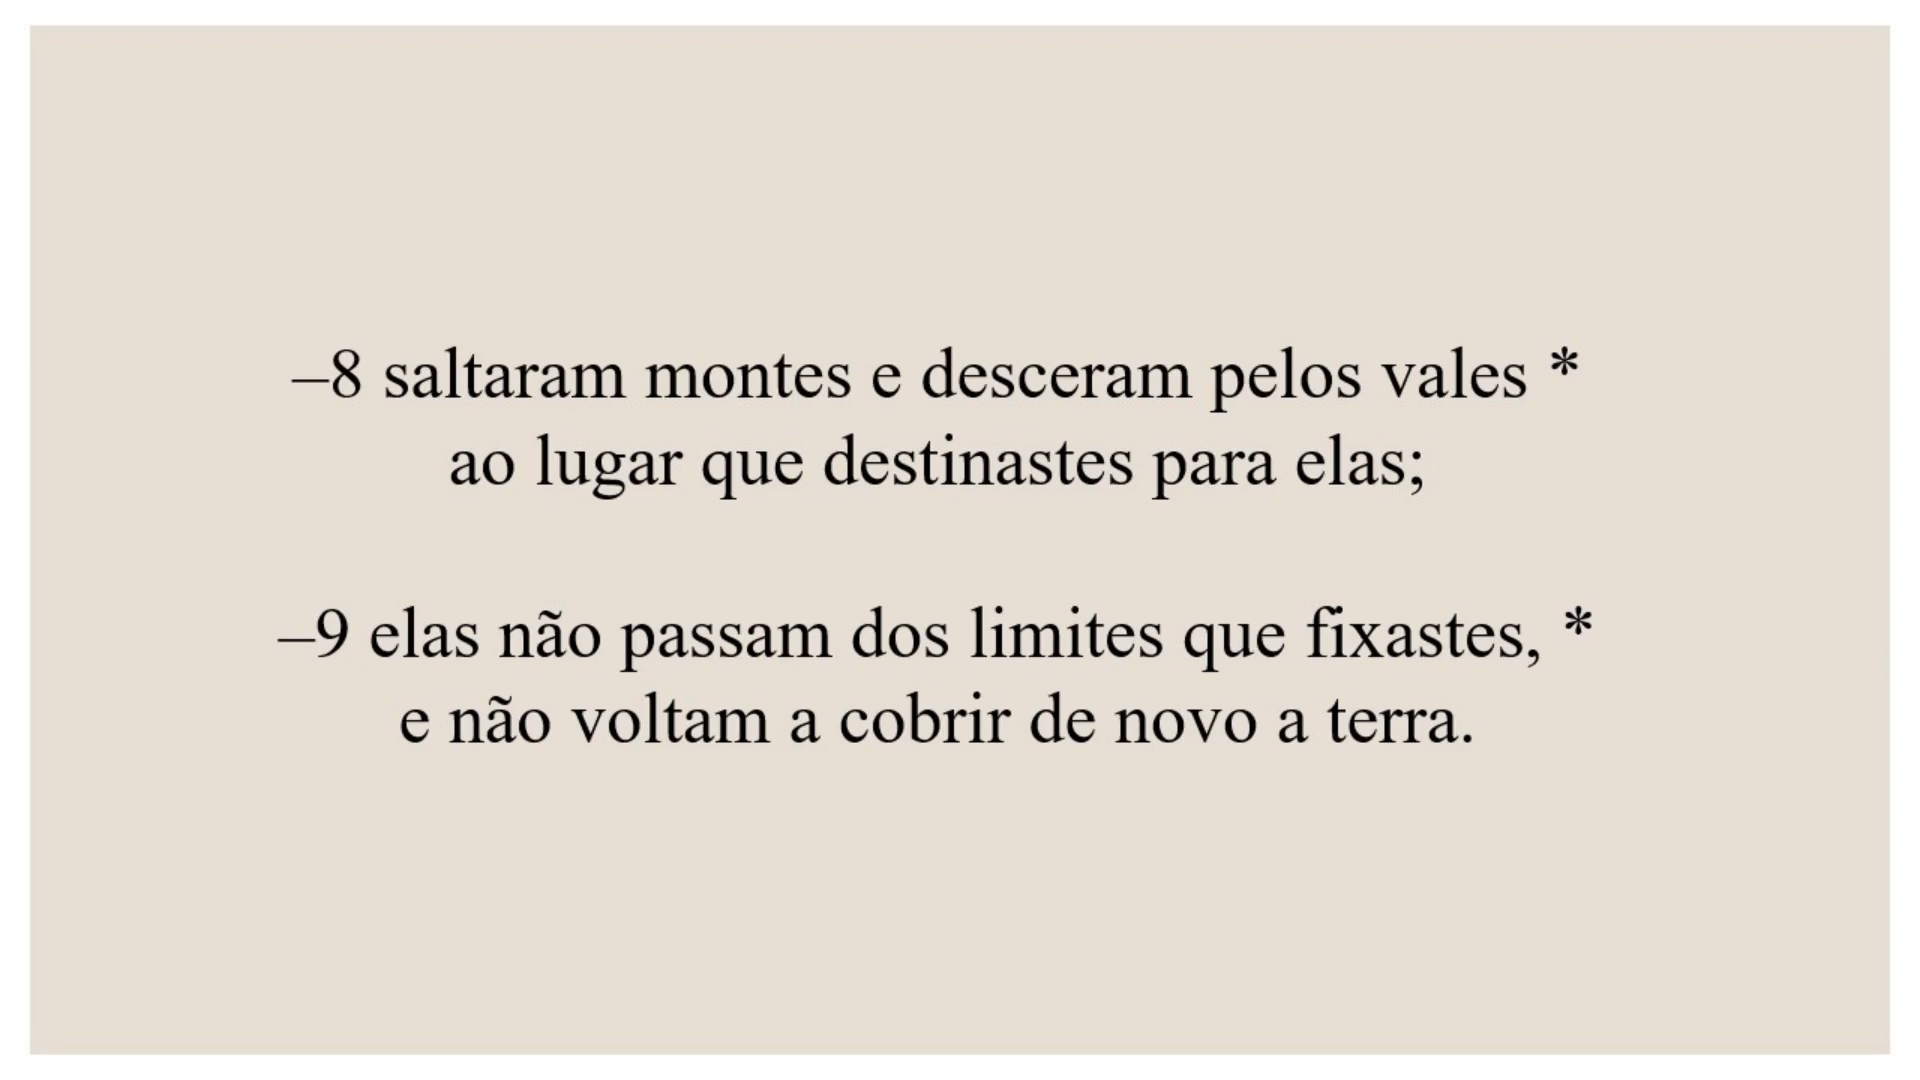 –8 saltaram montes e desceram pelos vales *
ao lugar que destinastes para elas;
–9 elas não passam dos limites que fixastes, *
e não voltam a cobrir de novo a terra.